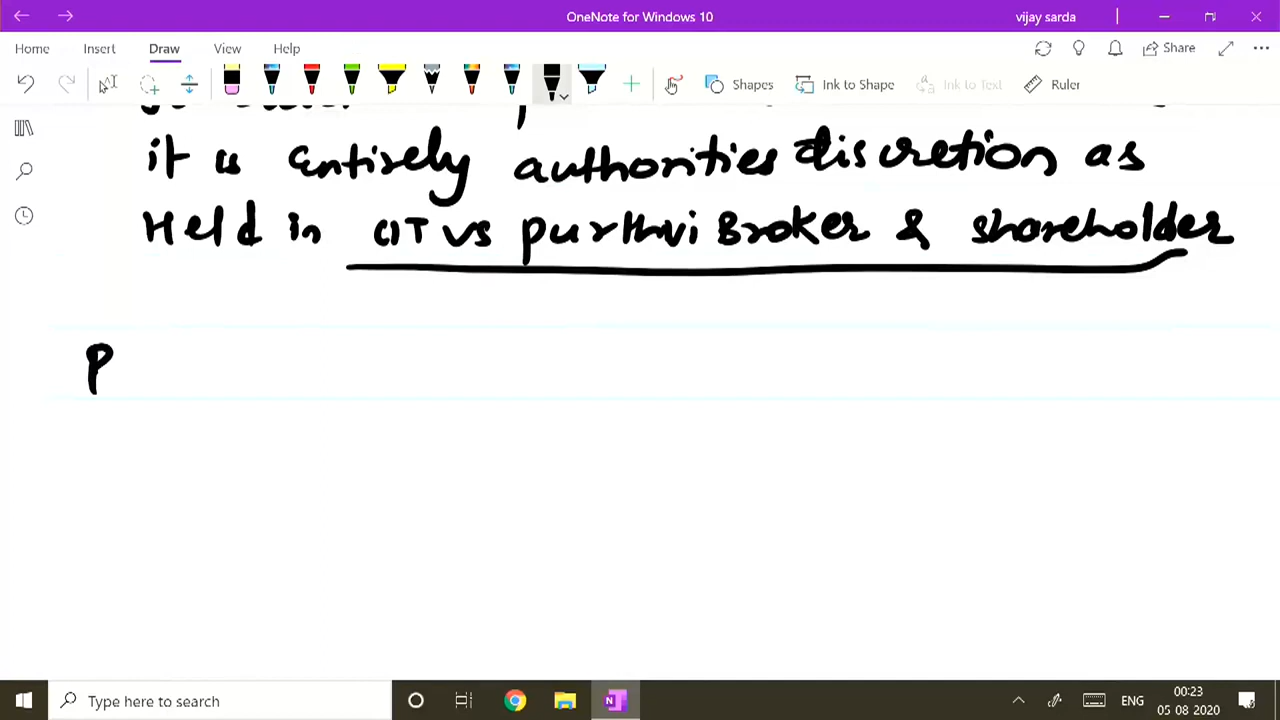 OneNote for Windows 10
vijay sarda
Home Insert Draw View Help
Share
Shapes Ink to Shape Ink to Text Ruler
it is entirely authorities discretion as
Held in CIT vs purthvi Broker & shareholder
P
Type here to search
ENG
00:23
05-08-2020